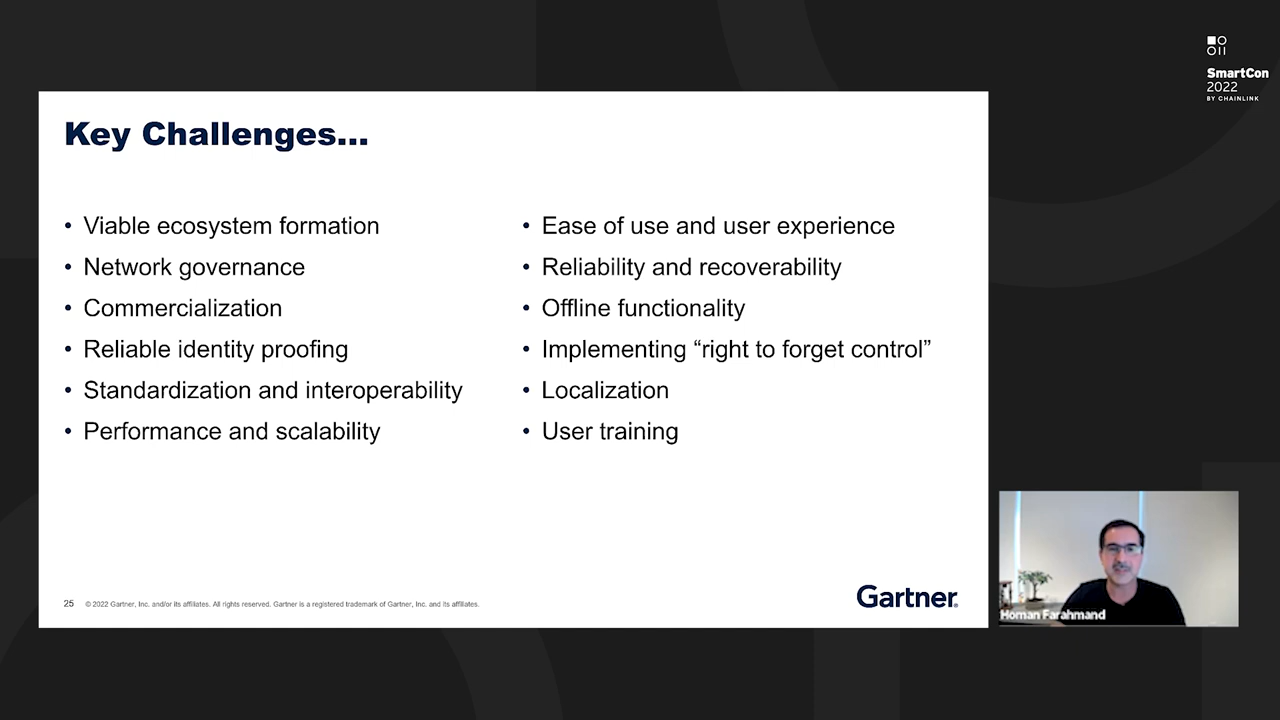 SmartCon
2022
BY CHAINLINK
Key Challenges...
• Viable ecosystem formation
• Network governance
• Commercialization
• Reliable identity proofing
• Standardization and interoperability
• Performance and scalability
• Ease of use and user experience
• Reliability and recoverability
• Offline functionality
• Implementing “right to forget control”
• Localization
• User training
25 © 2022 Gartner, Inc. and/or its affiliates. All rights reserved. Gartner is a registered trademark of Gartner, Inc. and its affiliates.
Gartner®
Homan Farahmand